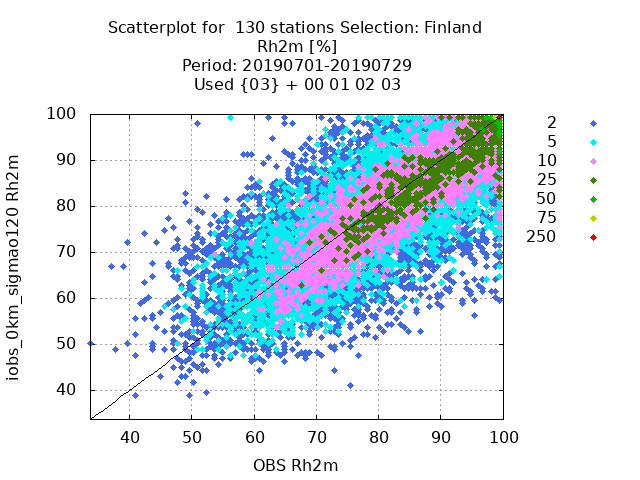 Scatterplot for  130 stations Selection: Finland
Rh2m [%]
Period: 20190701-20190729
Used {03} + 00 01 02 03
100
90
80
70
60
50
40
iobs_0km_sigmao120 Rh2m
40 50 60 70 80 90 100
OBS Rh2m
2
5
10
25
50
75
250